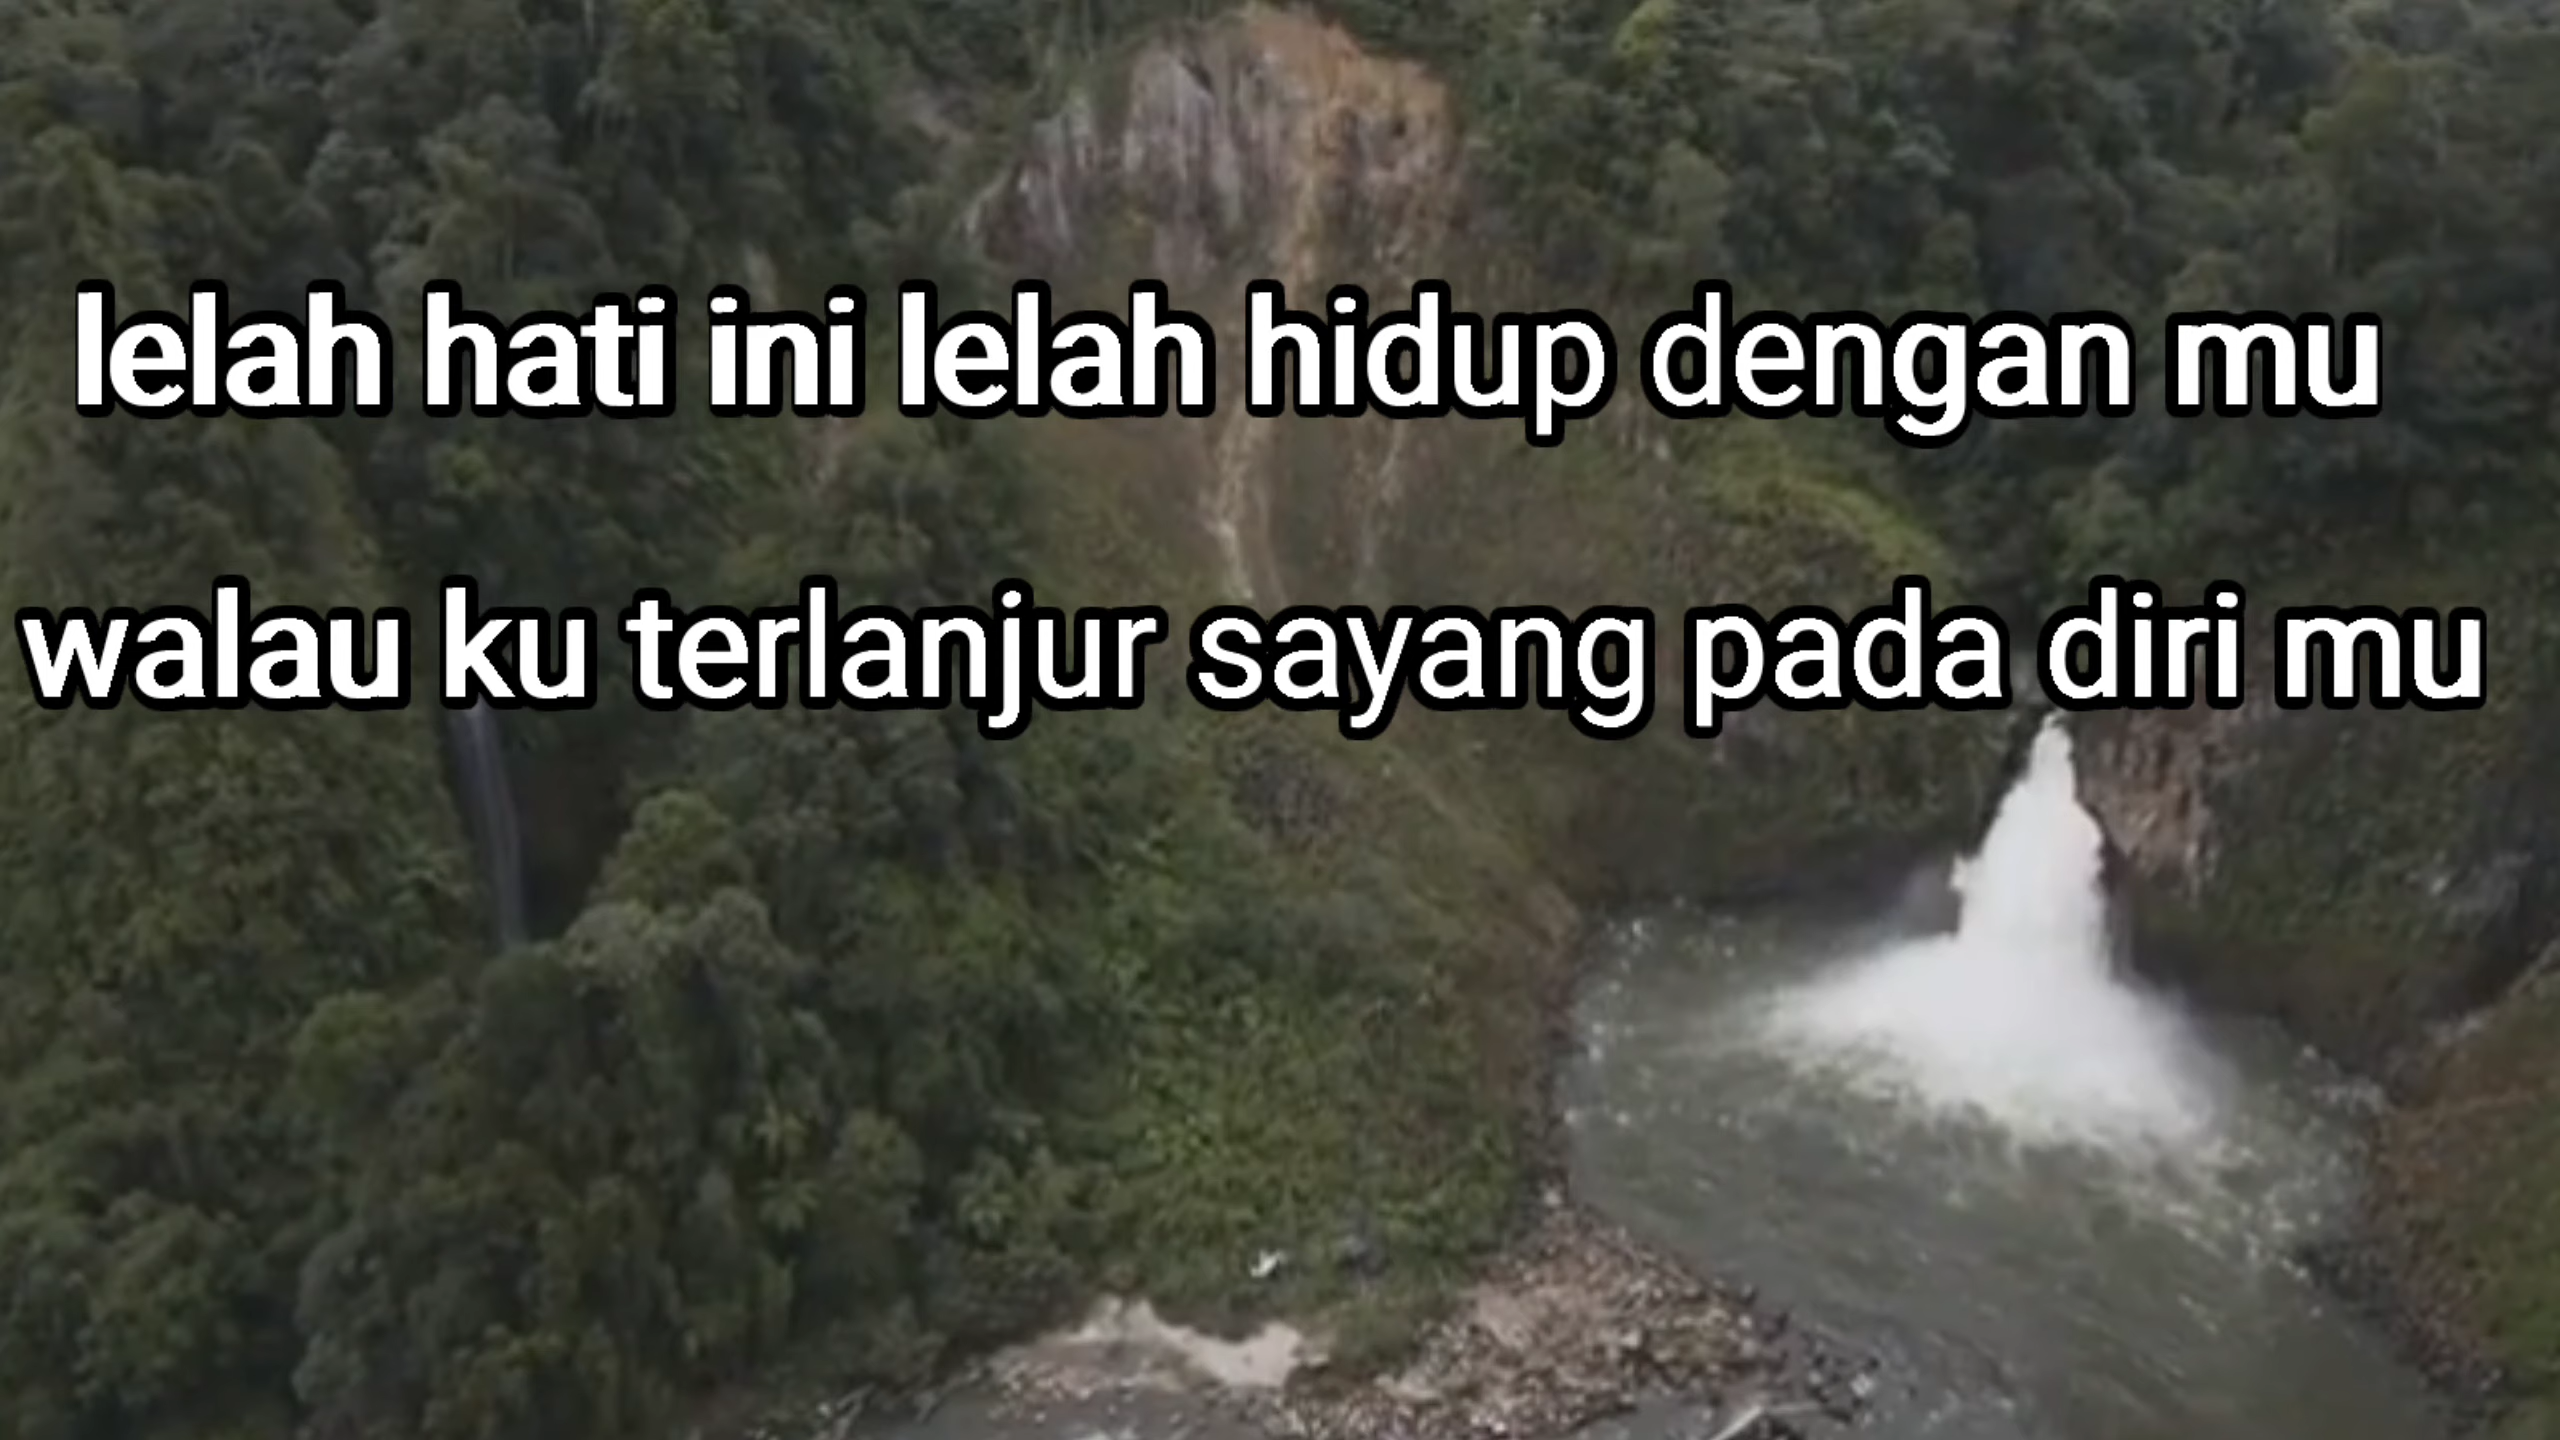 lelah hati ini lelah hidup dengan mu
walau ku terlanjur sayang pada diri mu